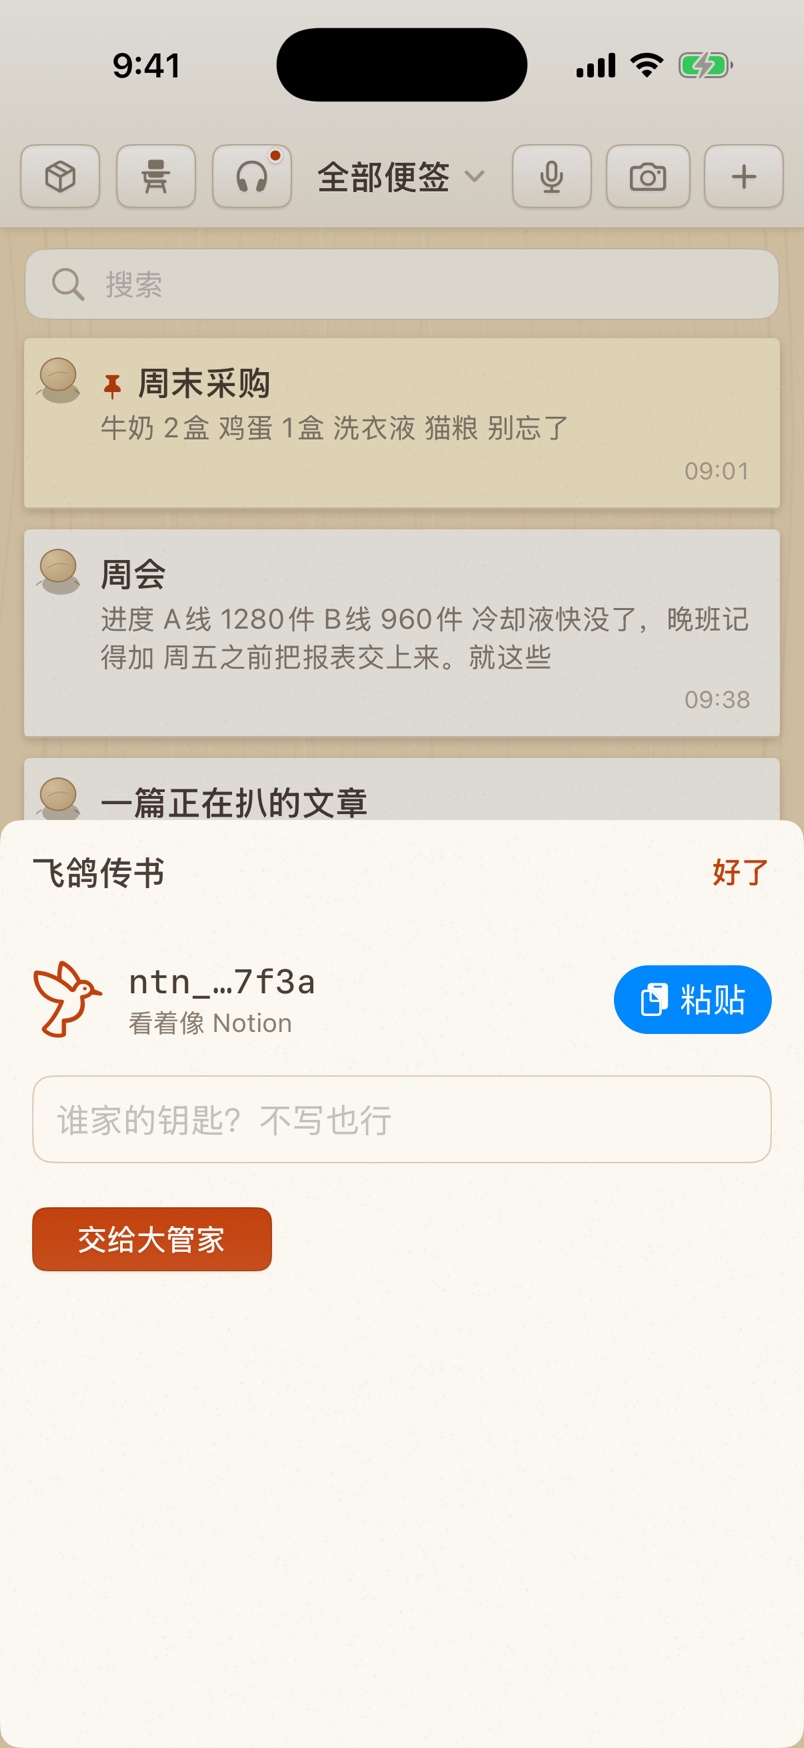 9:41
全部便签
搜索
周末采购
牛奶 2盒 鸡蛋 1盒 洗衣液 猫粮 别忘了
09:01
周会
进度 A线 1280件 B线 960件 冷却液快没了，晚班记
得加 周五之前把报表交上来。就这些
09:38
一篇正在扒的文章
飞鸽传书
好了
ntn_…7f3a
看着像 Notion
粘贴
谁家的钥匙？不写也行
交给大管家